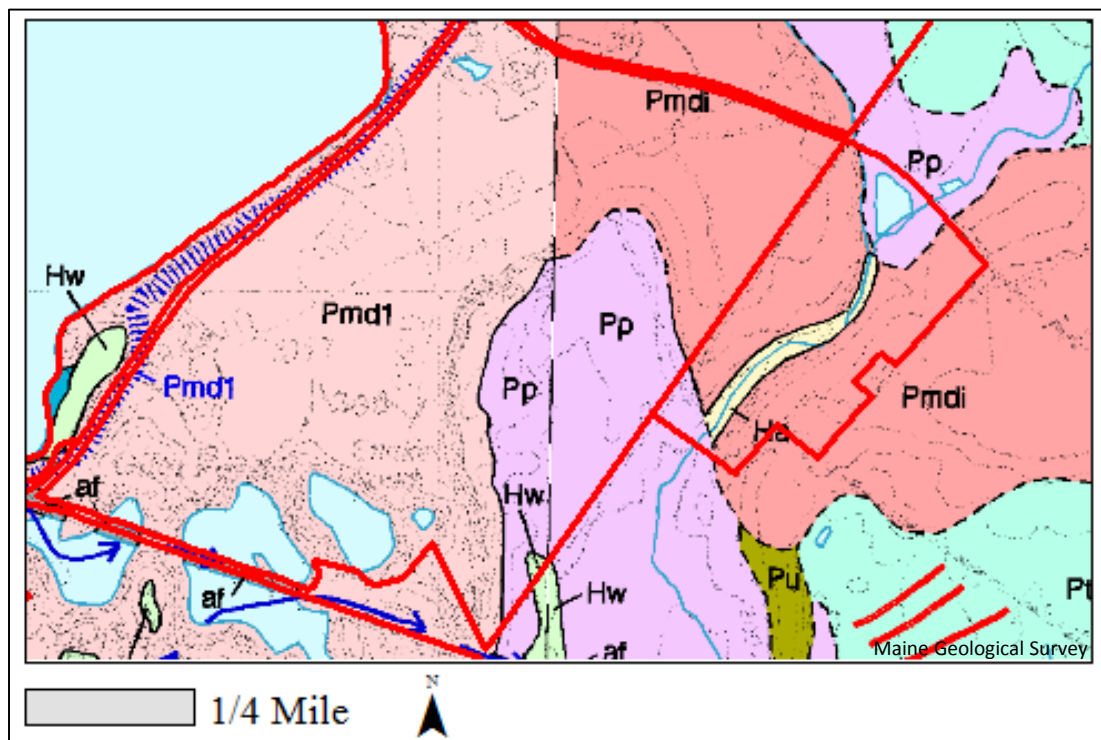 Pmdi
Pp
Hw
Pmd1
Pp
Pmd1
Pp
Pmdi
Ha
Hw
af
Pu
Hw
af
Pt
af
Maine Geological Survey
1/4 Mile
N